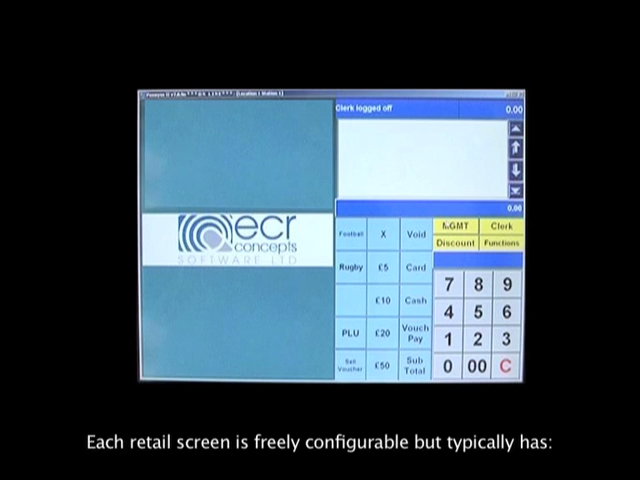 Clerk logged off 0.00
0.00
ecr
concepts
SOFTWARE LTD
Football X Void
Rugby £5 Card
£10 Cash
PLU £20 Vouch Pay
Sell Voucher £50 Sub Total
MGMT Clerk
Discount Functions
7 8 9
4 5 6
1 2 3
0 00 C
Each retail screen is freely configurable but typically has: